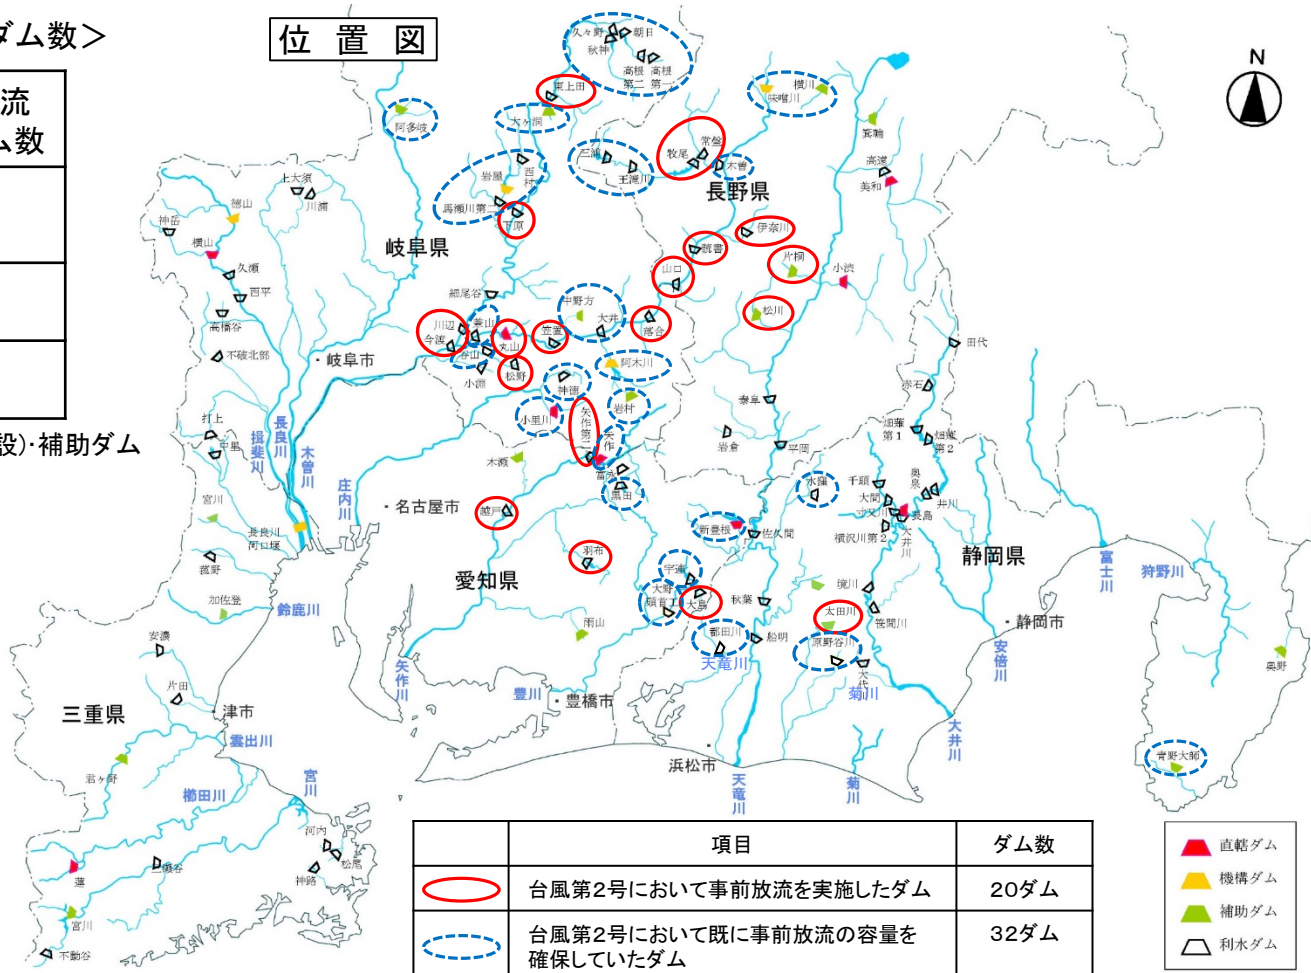 ダム数＞
流
ム数
設)・補助ダム
位置図
N
久々野
朝日
秋神
高根
第二
高根
第一
東上田
大ヶ洞
阿多岐
味噌川
横川
箕輪
高遠
美和
三浦
王滝川
牧尾
常盤
木曽
長野県
上大須
川浦
徳山
神岳
横山
久瀬
西平
高橋谷
不破北部
岐阜県
岩屋
西村
馬瀬川第二
下原
細尾谷
伊奈川
読書
山口
片桐
小渋
松川
落合
中野方
大井
笠置
丸山
兼山
川辺
今渡
小淵
松野
岐阜市
阿木川
神徳
岩村
小里川
矢作第二
矢作
黒田
木瀬
越戸
羽布
名古屋市
打上
中里
宮川
菰野
加佐登
長良川
河口堰
揖斐川
長良川
木曽川
庄内川
鈴鹿川
田代
赤石
畑薙
第1
畑薙
第2
泰阜
岩倉
平岡
水窪
千頭
大間
寸又川
横沢川第2
奥泉
井川
長島
大井川
新豊根
佐久間
静岡県
愛知県
宇連
大野
頭首工
大島
秋葉
境川
笹間川
太田川
原野谷川
都田川
船明
天竜川
菊川
雨山
豊川
豊橋市
矢作川
浜松市
天竜川
菊川
大井川
安倍川
静岡市
富士川
狩野川
奥野
青野大師
安濃
片田
三重県
津市
雲出川
君ヶ野
櫛田川
宮川
河内
松尾
神路
蓮
三瀬谷
宮川
不動谷
項目 ダム数
台風第2号において事前放流を実施したダム 20ダム
台風第2号において既に事前放流の容量を 32ダム
確保していたダム
直轄ダム
機構ダム
補助ダム
利水ダム